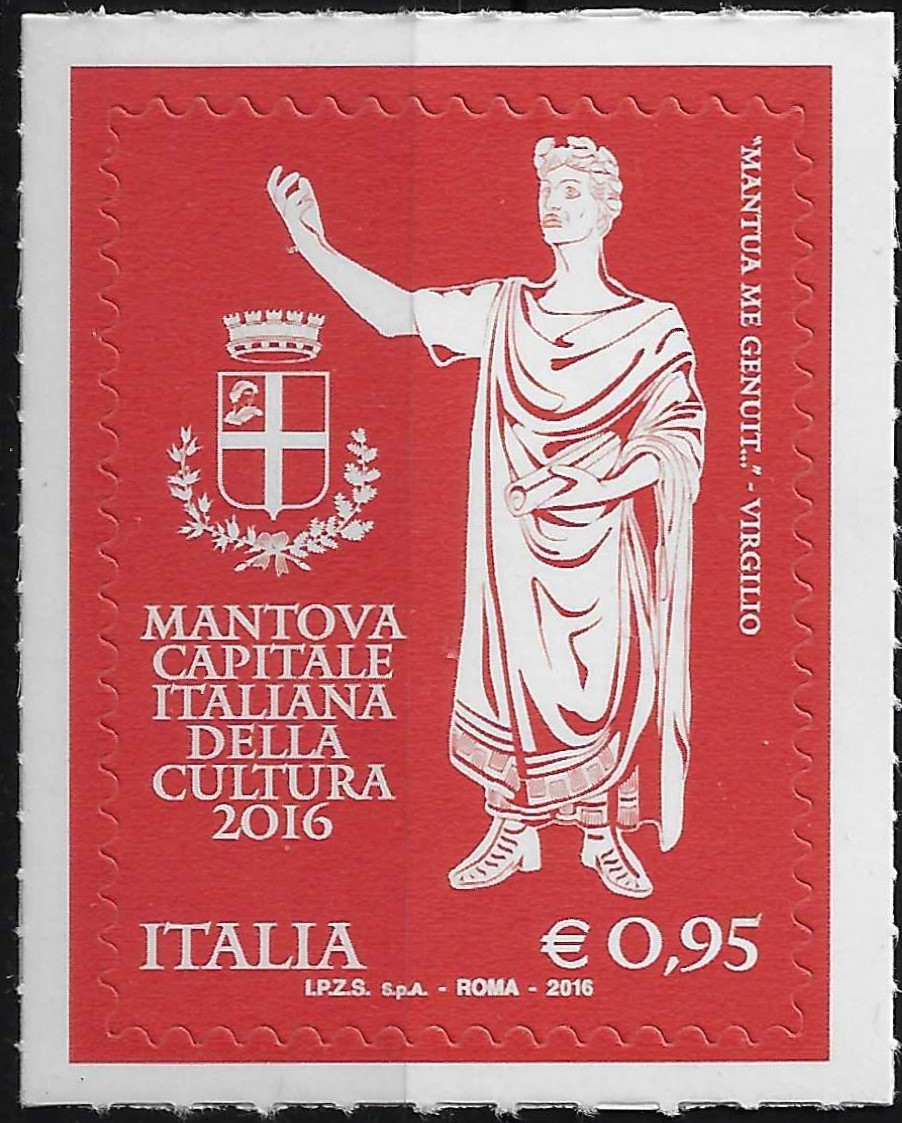 "MANTUA ME GENUIT..." - VIRGILIO
MANTOVA
CAPITALE
ITALIANA
DELLA
CULTURA
2016
ITALIA
€ 0,95
I.P.Z.S. S.p.A. - ROMA - 2016